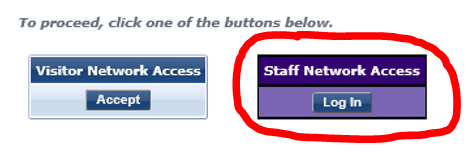 To proceed, click one of the buttons below.
Visitor Network Access
Accept
Staff Network Access
Log In